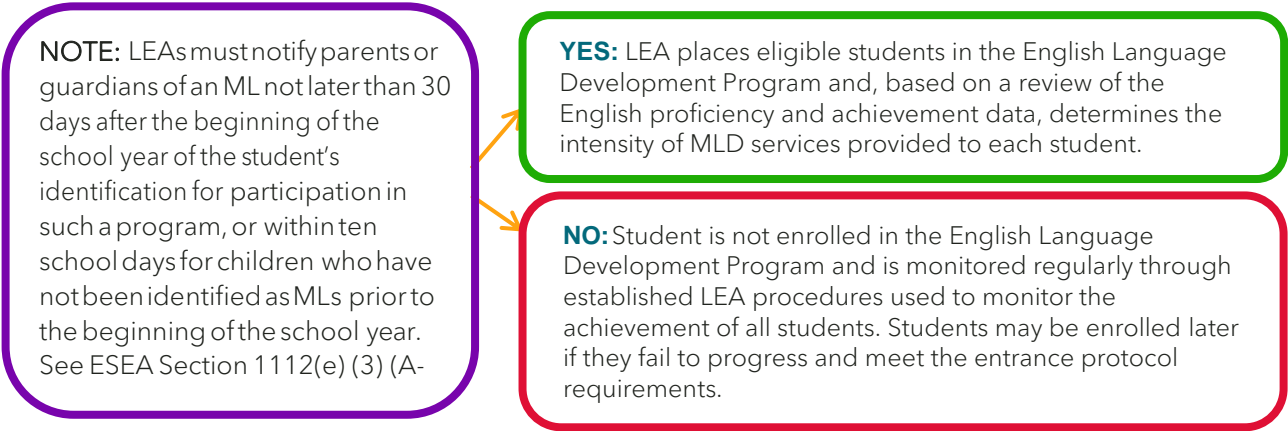 NOTE: LEAs must notify parents or
guardians of an ML not later than 30
days after the beginning of the
school year of the student’s
identification for participation in
such a program, or within ten
school days for children who have
not been identified as MLs prior to
the beginning of the school year.
See ESEA Section 1112(e) (3) (A-
YES: LEA places eligible students in the English Language
Development Program and, based on a review of the
English proficiency and achievement data, determines the
intensity of MLD services provided to each student.
NO: Student is not enrolled in the English Language
Development Program and is monitored regularly through
established LEA procedures used to monitor the
achievement of all students. Students may be enrolled later
if they fail to progress and meet the entrance protocol
requirements.